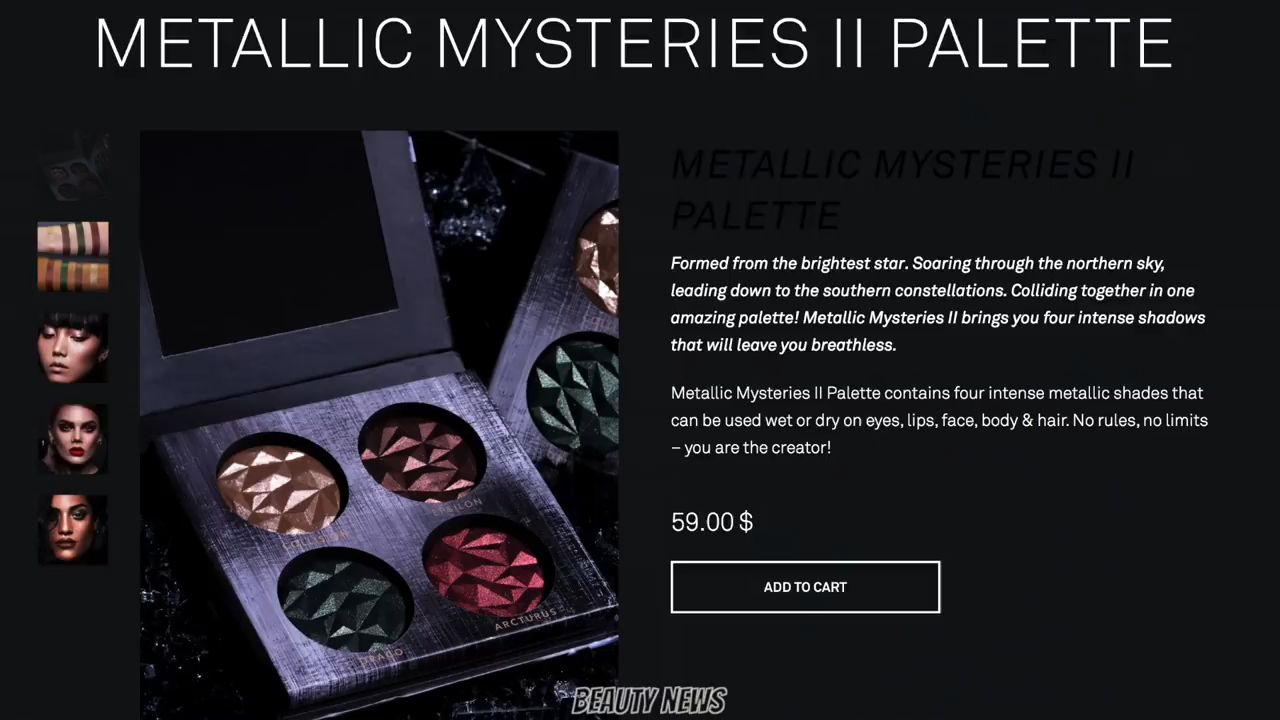 METALLIC MYSTERIES II PALETTE
METALLIC MYSTERIES II
PALETTE
Formed from the brightest star. Soaring through the northern sky,
leading down to the southern constellations. Colliding together in one
amazing palette! Metallic Mysteries II brings you four intense shadows
that will leave you breathless.
Metallic Mysteries II Palette contains four intense metallic shades that
can be used wet or dry on eyes, lips, face, body & hair. No rules, no limits
– you are the creator!
59.00 $
ADD TO CART
ARCTURUS
BEAUTY NEWS